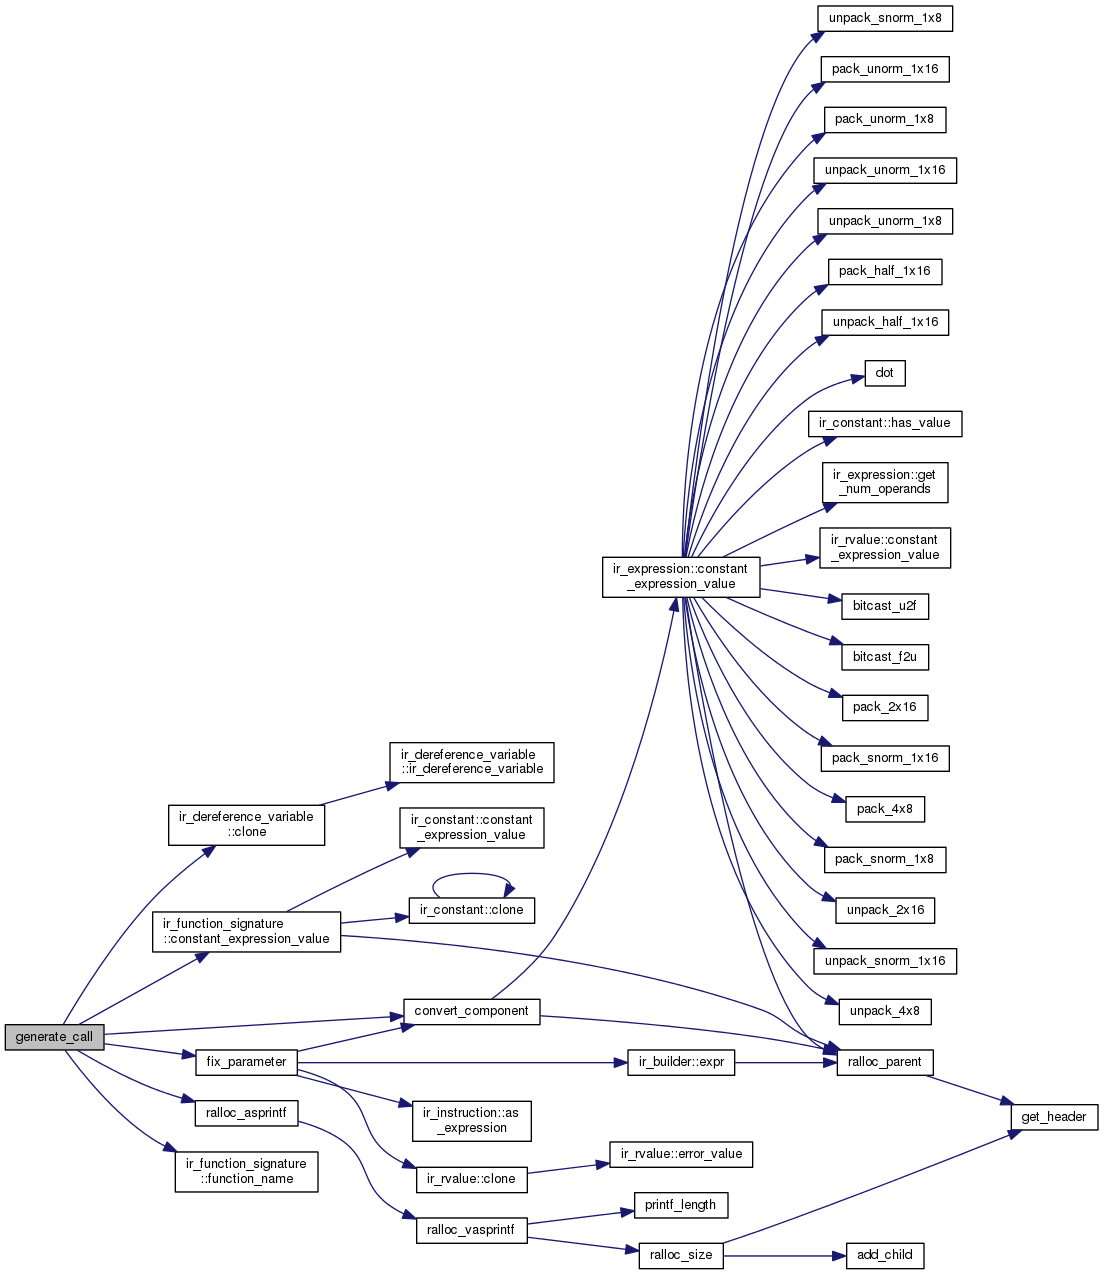 unpack_snorm_1x8
pack_unorm_1x16
pack_unorm_1x8
unpack_unorm_1x16
unpack_unorm_1x8
pack_half_1x16
unpack_half_1x16
dot
ir_constant::has_value
ir_expression::get
_num_operands
ir_rvalue::constant
_expression_value
ir_expression::constant
_expression_value
bitcast_u2f
bitcast_f2u
pack_2x16
pack_snorm_1x16
ir_dereference_variable
::ir_dereference_variable
pack_4x8
ir_dereference_variable
::clone
ir_constant::constant
_expression_value
pack_snorm_1x8
ir_constant::clone
unpack_2x16
ir_function_signature
::constant_expression_value
unpack_snorm_1x16
convert_component
unpack_4x8
generate_call
fix_parameter
ir_builder::expr
ralloc_parent
ralloc_asprintf
ir_instruction::as
_expression
get_header
ir_function_signature
::function_name
ir_rvalue::clone
ir_rvalue::error_value
printf_length
ralloc_vasprintf
ralloc_size
add_child